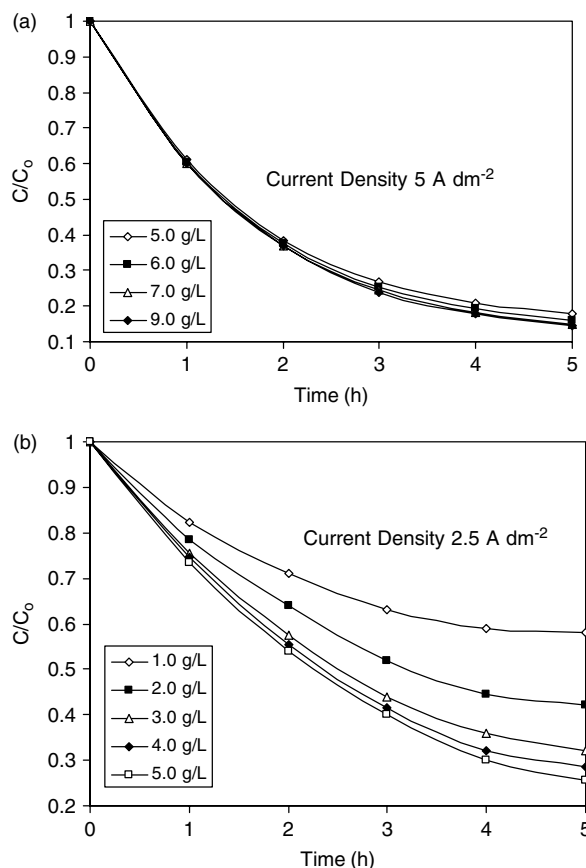 (a)
1
0.9
0.8
0.7
0.6
0.5
0.4
0.3
0.2
0.1
C/Co
Current Density 5 A dm-2
5.0 g/L
6.0 g/L
7.0 g/L
9.0 g/L
0 1 2 3 4 5
Time (h)
(b)
1
0.9
0.8
0.7
0.6
0.5
0.4
0.3
0.2
C/Co
Current Density 2.5 A dm-2
1.0 g/L
2.0 g/L
3.0 g/L
4.0 g/L
5.0 g/L
0 1 2 3 4 5
Time (h)